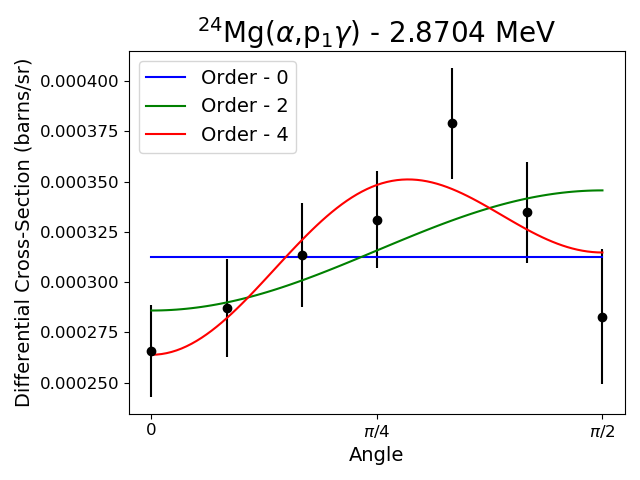 ²⁴Mg(α,p₁γ) - 2.8704 MeV
Order - 0
Order - 2
Order - 4
Differential Cross-Section (barns/sr)
0.000400
0.000375
0.000350
0.000325
0.000300
0.000275
0.000250
0
π/4
π/2
Angle